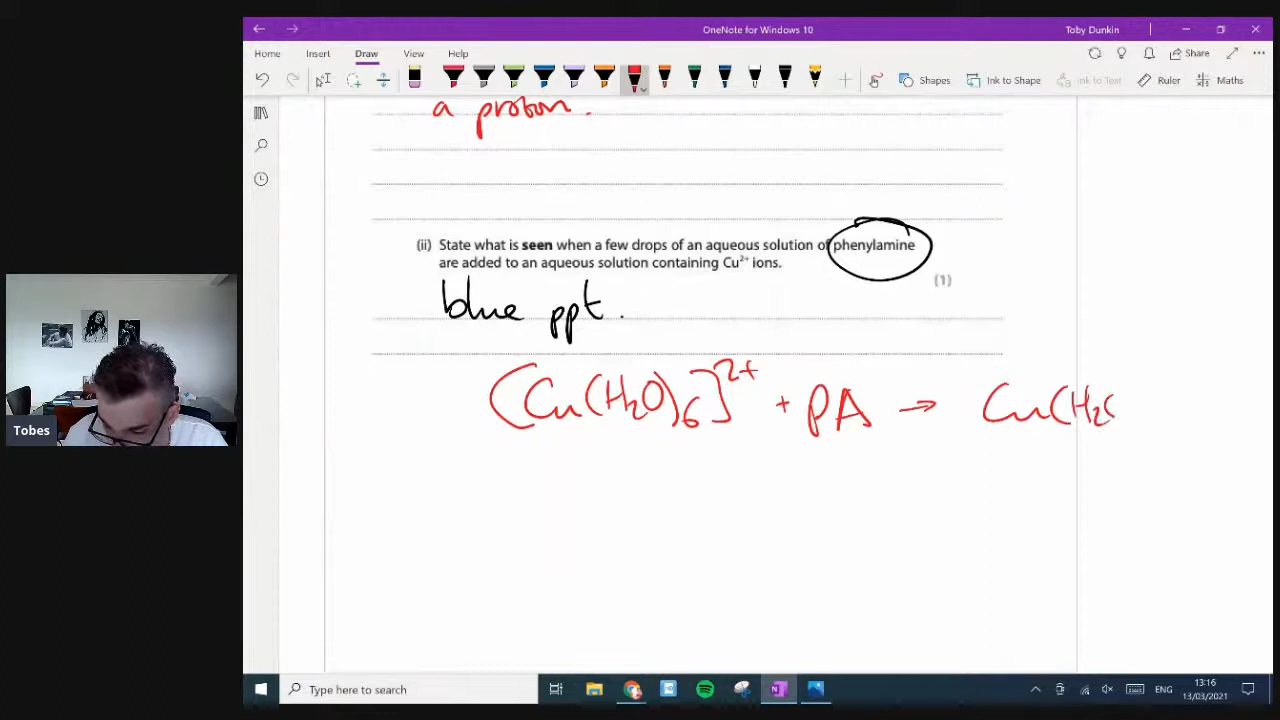 OneNote for Windows 10
Toby Dunkin
Home Insert Draw View Help
Share
Shapes Ink to Shape Ink to Text Ruler Maths
a proton.
(ii) State what is seen when a few drops of an aqueous solution of phenylamine
are added to an aqueous solution containing Cu²⁺ ions.
(1)
blue ppt.
[Cu(H₂O)₆]²⁺ + PA → Cu(H₂O
Tobes
Type here to search
ENG
13:16
13/03/2021